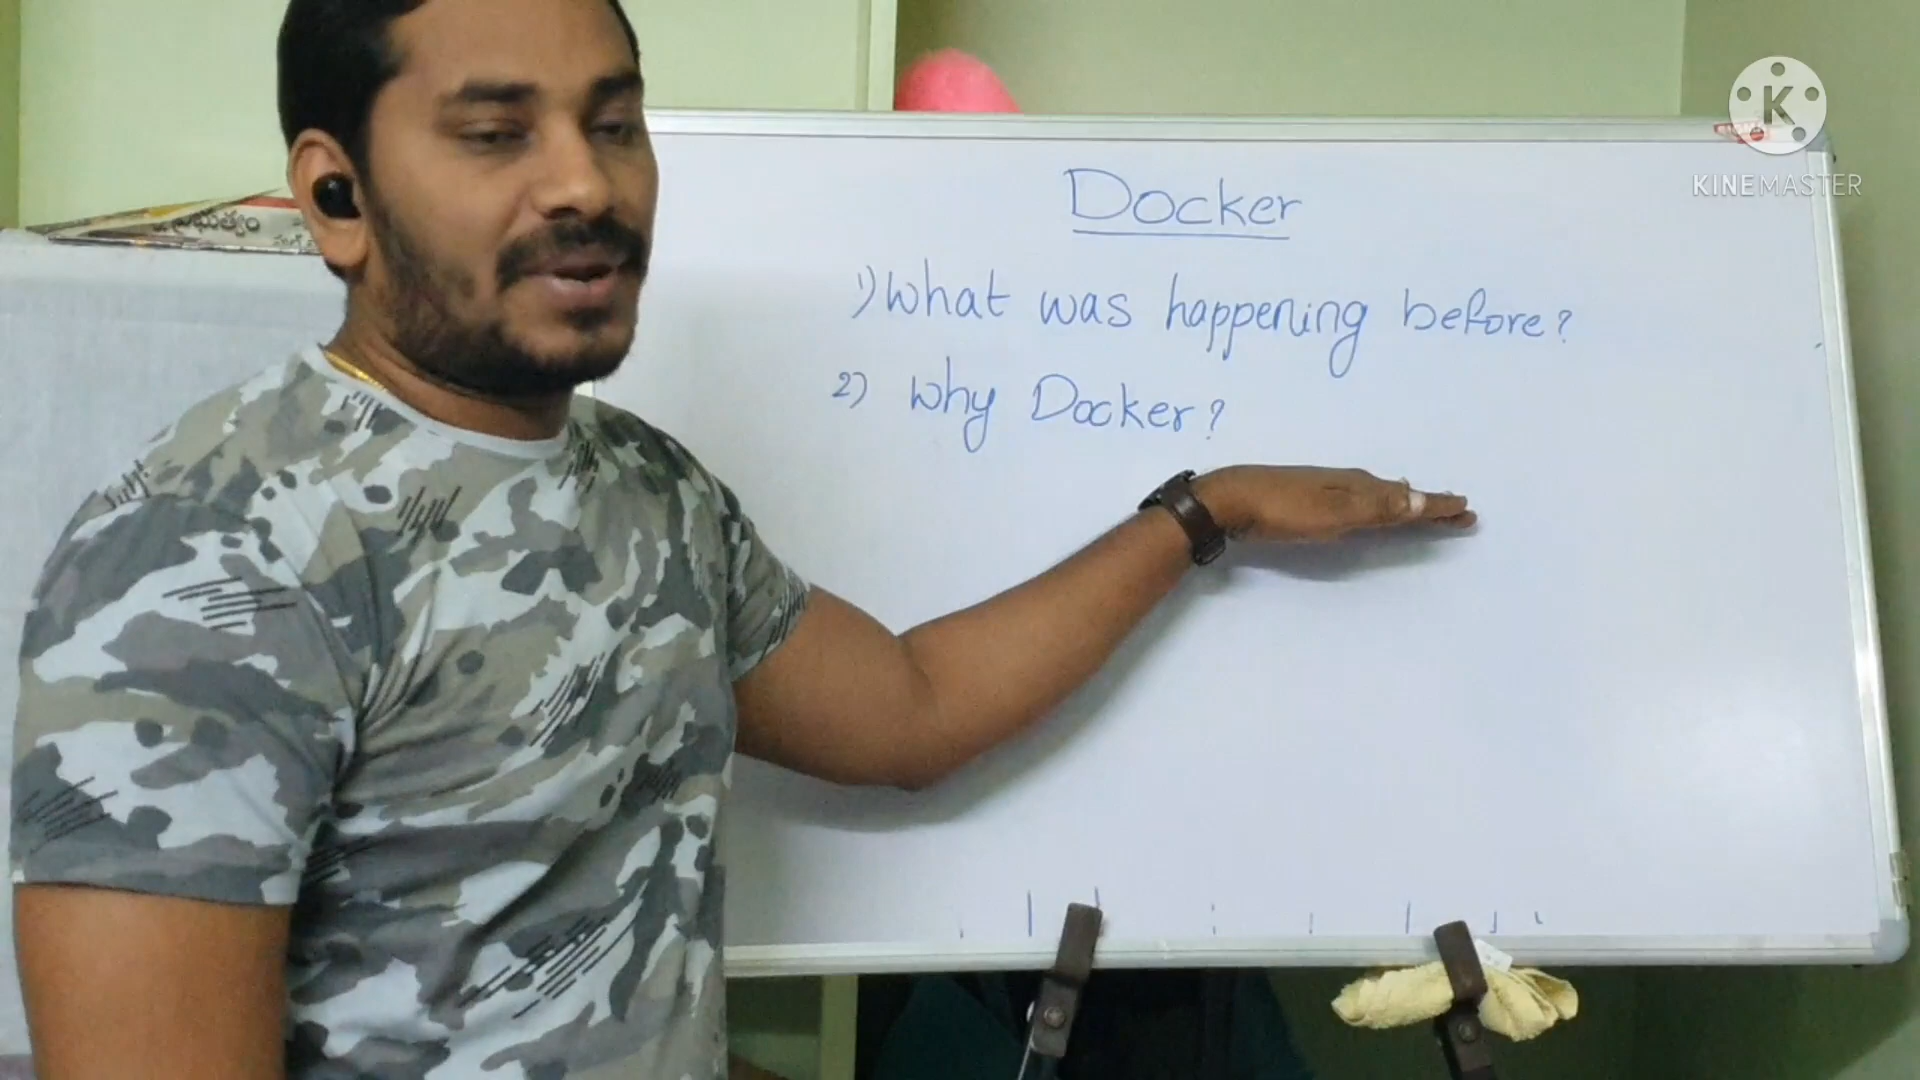 Docker
1) What was happening before?
2) Why Docker?
K
KINEMASTER